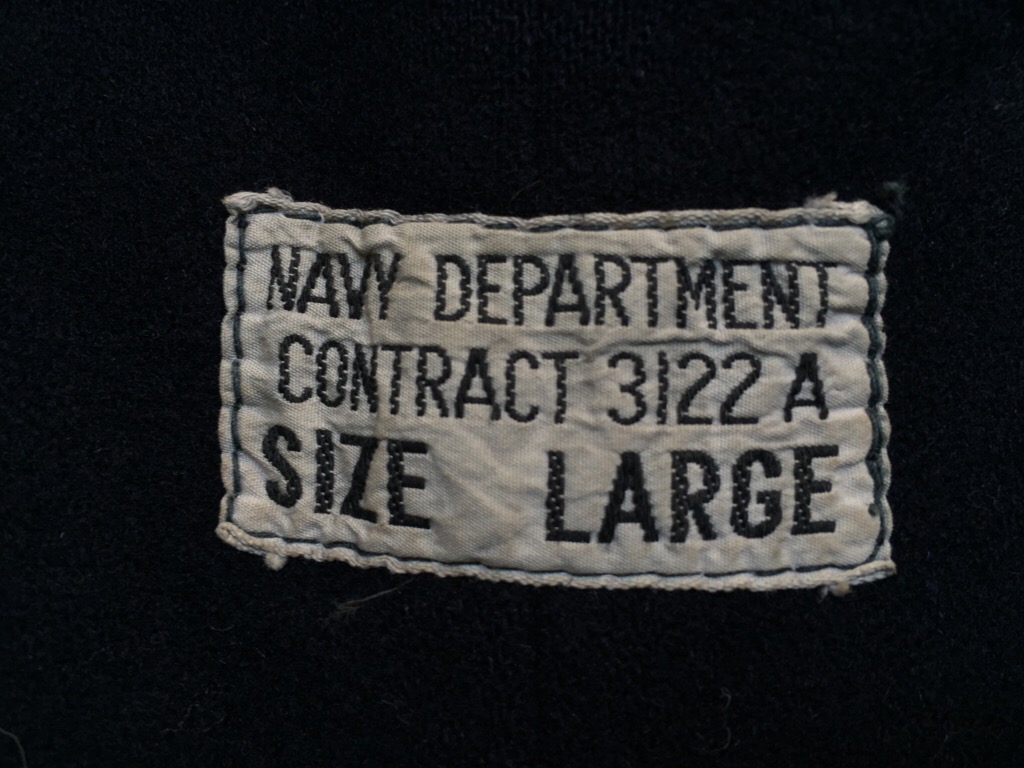 NAVY DEPARTMENT
CONTRACT 3122 A
SIZE LARGE